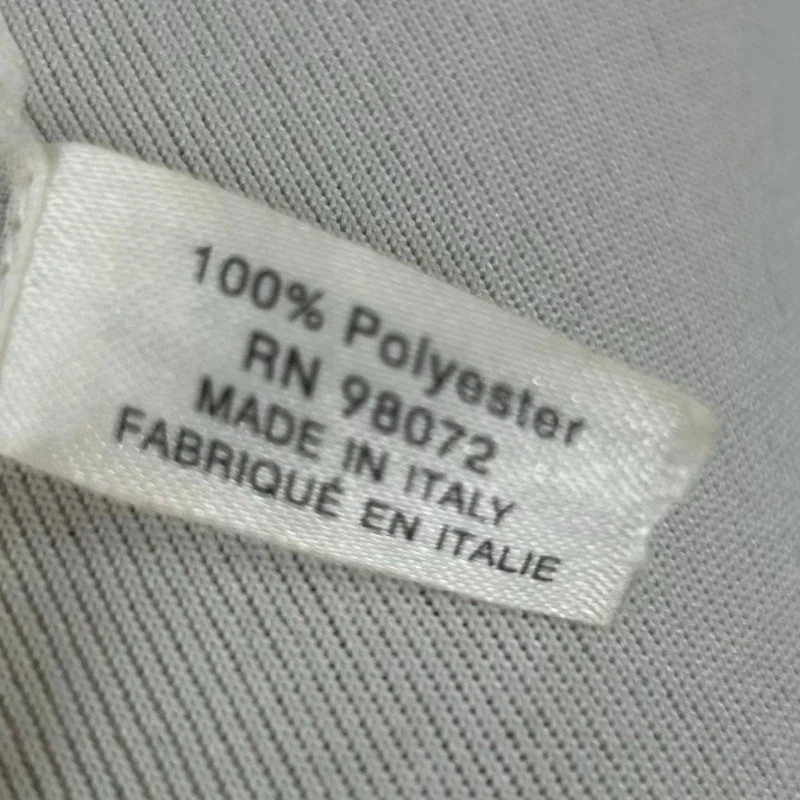 100% Polyester
RN 98072
MADE IN ITALY
FABRIQUÉ EN ITALIE